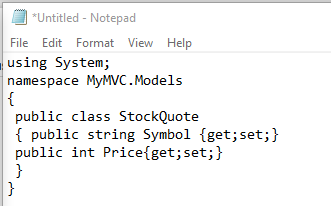 *Untitled - Notepad
File Edit Format View Help
using System;
namespace MyMVC.Models
{
public class StockQuote
{ public string Symbol {get;set;}
public int Price{get;set;}
}
}